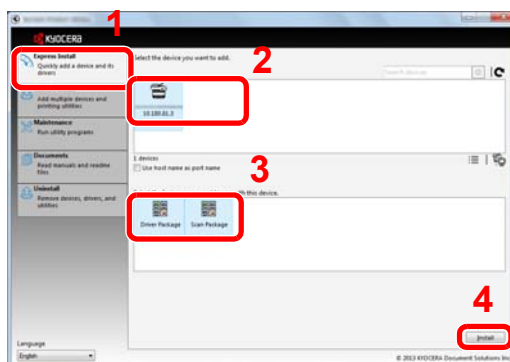 1
KYOCERA
Express Install
Quickly add a device and its
drivers
Select the device you want to add.
2
Search devices
10.180.81.3
Add multiple devices and
printing utilities
Maintenance
Run utility programs
Documents
Read manuals and readme
files
1 devices
Use host name as port name
3
Uninstall
Remove devices, drivers, and
utilities
with this device.
Driver Package
Scan Package
4
Install
Language
English
© 2013 KYOCERA Document Solutions Inc.